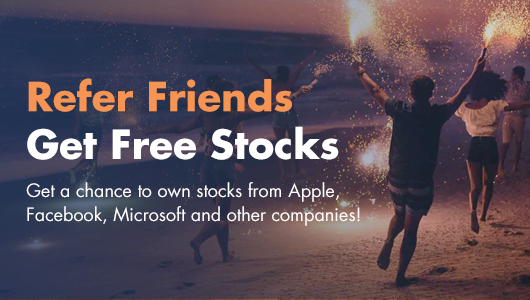 Refer Friends
Get Free Stocks
Get a chance to own stocks from Apple,
Facebook, Microsoft and other companies!